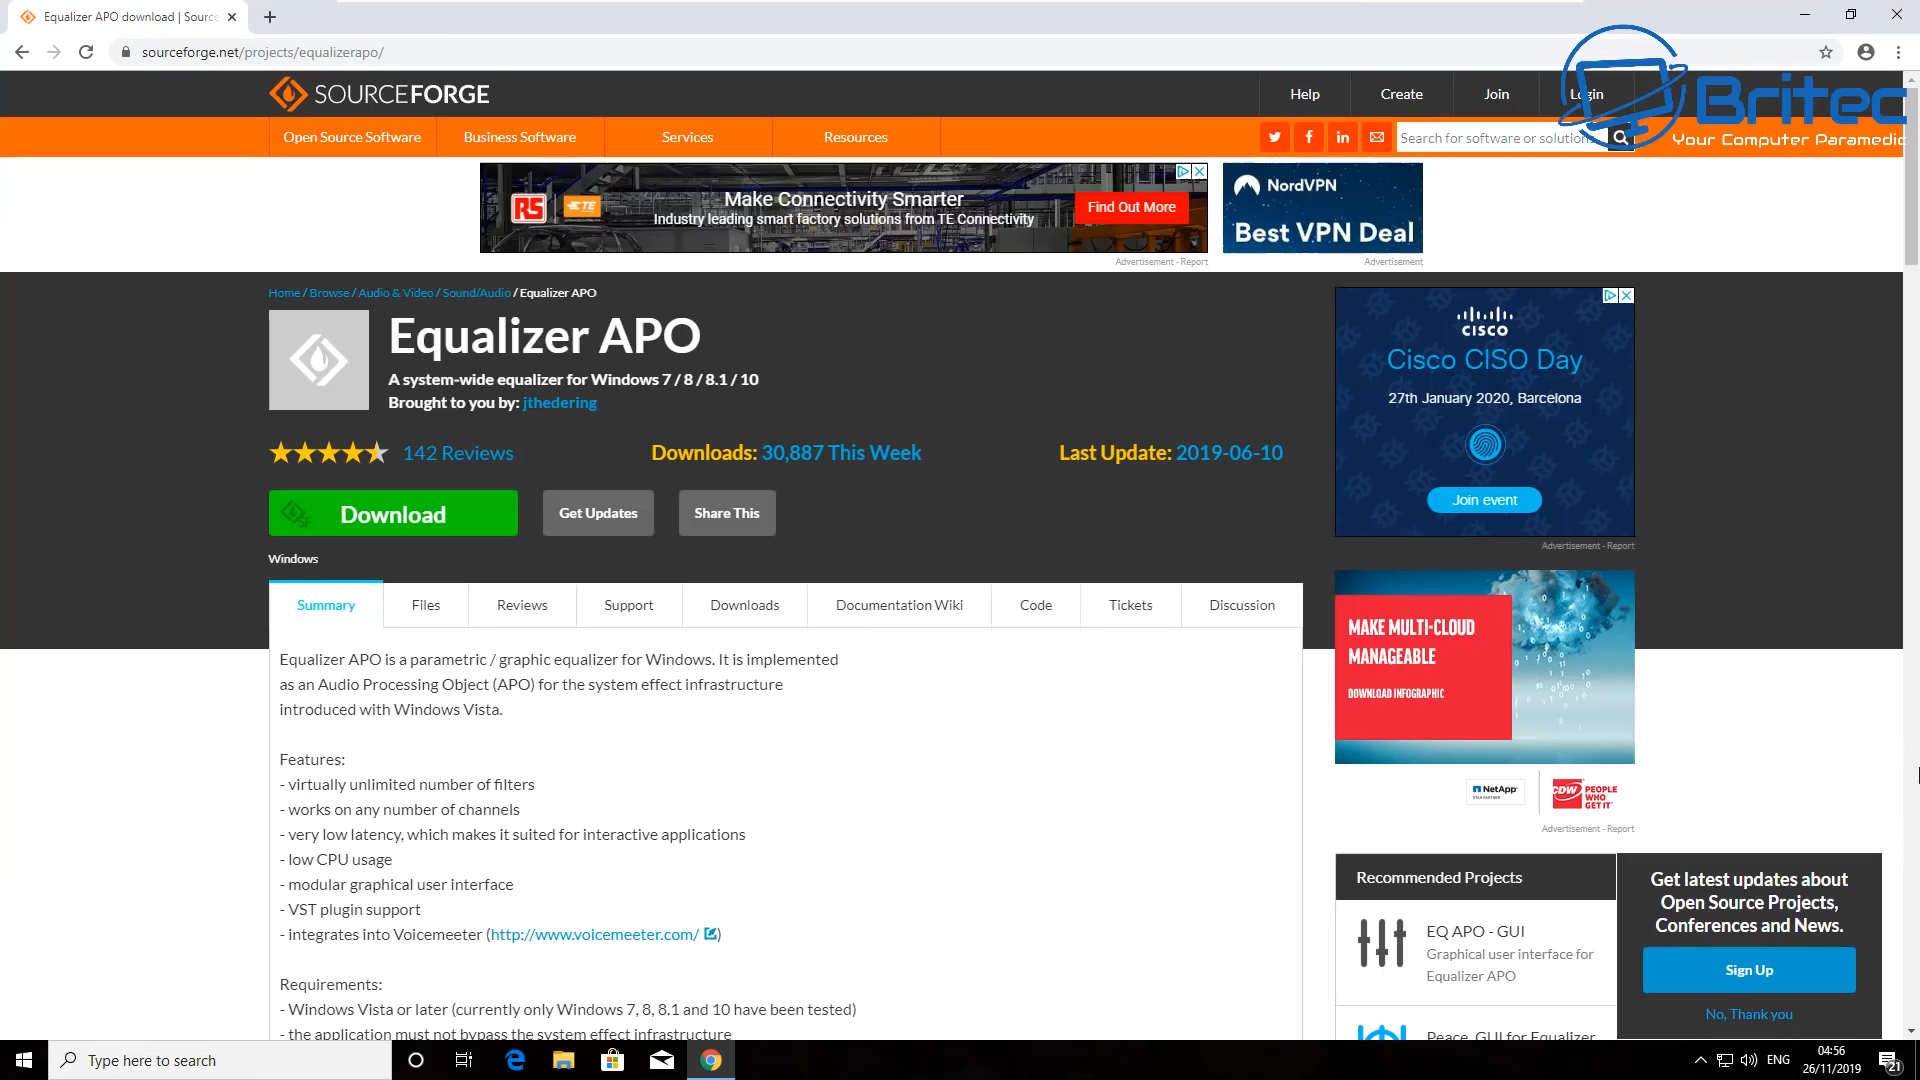 Equalizer APO download | Source
sourceforge.net/projects/equalizerapo/
SOURCEFORGE
Help
Create
Join
Login
Britec
Your Computer Paramedic
Open Source Software
Business Software
Services
Resources
Search for software or solutions
RS
TE
Make Connectivity Smarter
Industry leading smart factory solutions from TE Connectivity
Find Out More
NordVPN
Best VPN Deal
Advertisement - Report
Advertisement
Home / Browse / Audio & Video / Sound/Audio / Equalizer APO
Equalizer APO
A system-wide equalizer for Windows 7 / 8 / 8.1 / 10
Brought to you by: jthedering
142 Reviews
Downloads: 30,887 This Week
Last Update: 2019-06-10
Download
Get Updates
Share This
Windows
CISCO
Cisco CISO Day
27th January 2020, Barcelona
Join event
Advertisement - Report
Summary
Files
Reviews
Support
Downloads
Documentation Wiki
Code
Tickets
Discussion
Equalizer APO is a parametric / graphic equalizer for Windows. It is implemented
as an Audio Processing Object (APO) for the system effect infrastructure
introduced with Windows Vista.
Features:
- virtually unlimited number of filters
- works on any number of channels
- very low latency, which makes it suited for interactive applications
- low CPU usage
- modular graphical user interface
- VST plugin support
- integrates into Voicemeeter (http://www.voicemeeter.com/)
Requirements:
- Windows Vista or later (currently only Windows 7, 8, 8.1 and 10 have been tested)
- the application must not bypass the system effect infrastructure
MAKE MULTI-CLOUD
MANAGEABLE
DOWNLOAD INFOGRAPHIC
NetApp
CDW
PEOPLE
WHO
GET IT
Advertisement - Report
Recommended Projects
EQ APO - GUI
Graphical user interface for
Equalizer APO
Peace GUI for Equalizer
Get latest updates about
Open Source Projects,
Conferences and News.
Sign Up
No, Thank you
Type here to search
ENG
04:56
26/11/2019
21